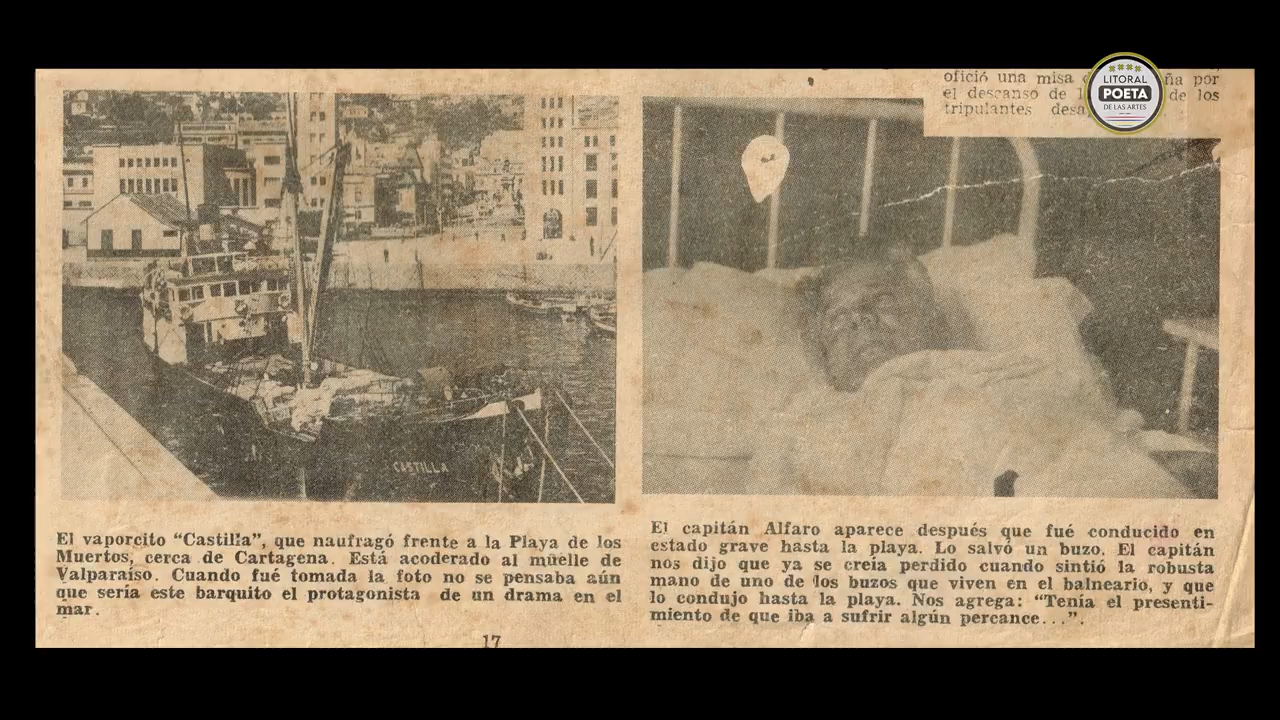 ofició una misa ña por
el descanso de de los
tripulantes
LITORAL
POETA
DE LAS ARTES
CASTILLA
El vaporcito "Castilla", que naufragó frente a la Playa de los
Muertos, cerca de Cartagena. Está acoderado al muelle de
Valparaíso. Cuando fué tomada la foto no se pensaba aún
que sería este barquito el protagonista de un drama en el
mar.
El capitán Alfaro aparece después que fué conducido en
estado grave hasta la playa. Lo salvó un buzo. El capitán
nos dijo que ya se creía perdido cuando sintió la robusta
mano de uno de los buzos que viven en el balneario, y que
lo condujo hasta la playa. Nos agrega: "Tenía el presenti-
miento de que iba a sufrir algún percance...".
17